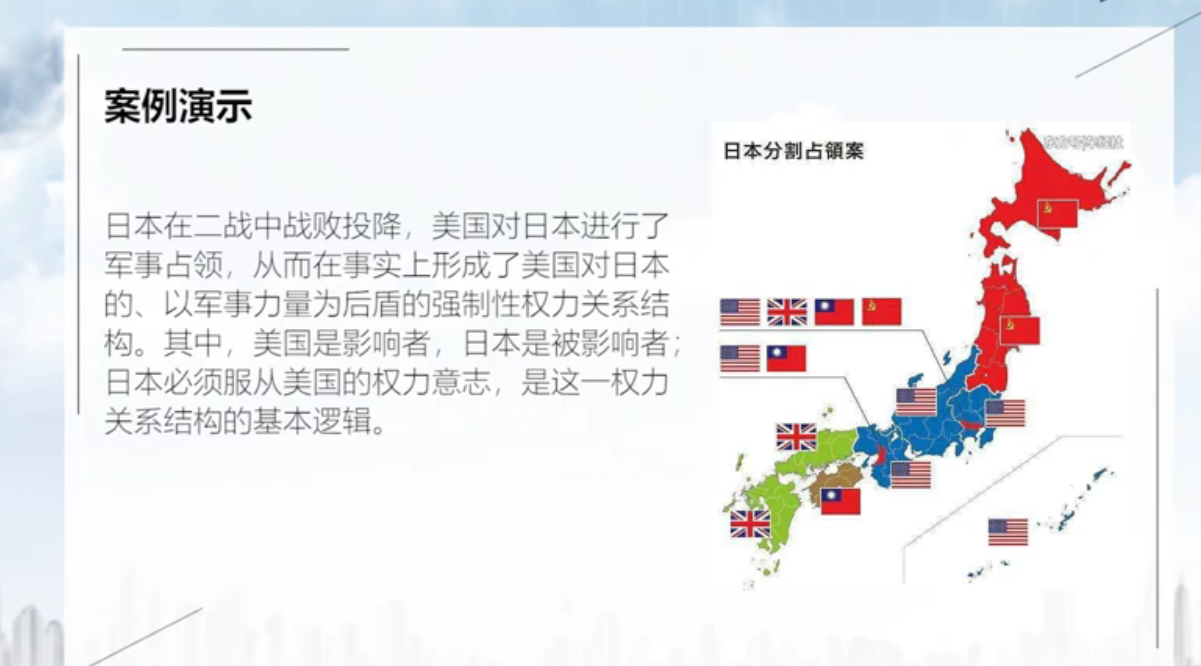 案例演示
日本在二战中战败投降，美国对日本进行了
军事占领，从而在事实上形成了美国对日本
的、以军事力量为后盾的强制性权力关系结
构。其中，美国是影响者，日本是被影响者；
日本必须服从美国的权力意志，是这一权力
关系结构的基本逻辑。
日本分割占領案